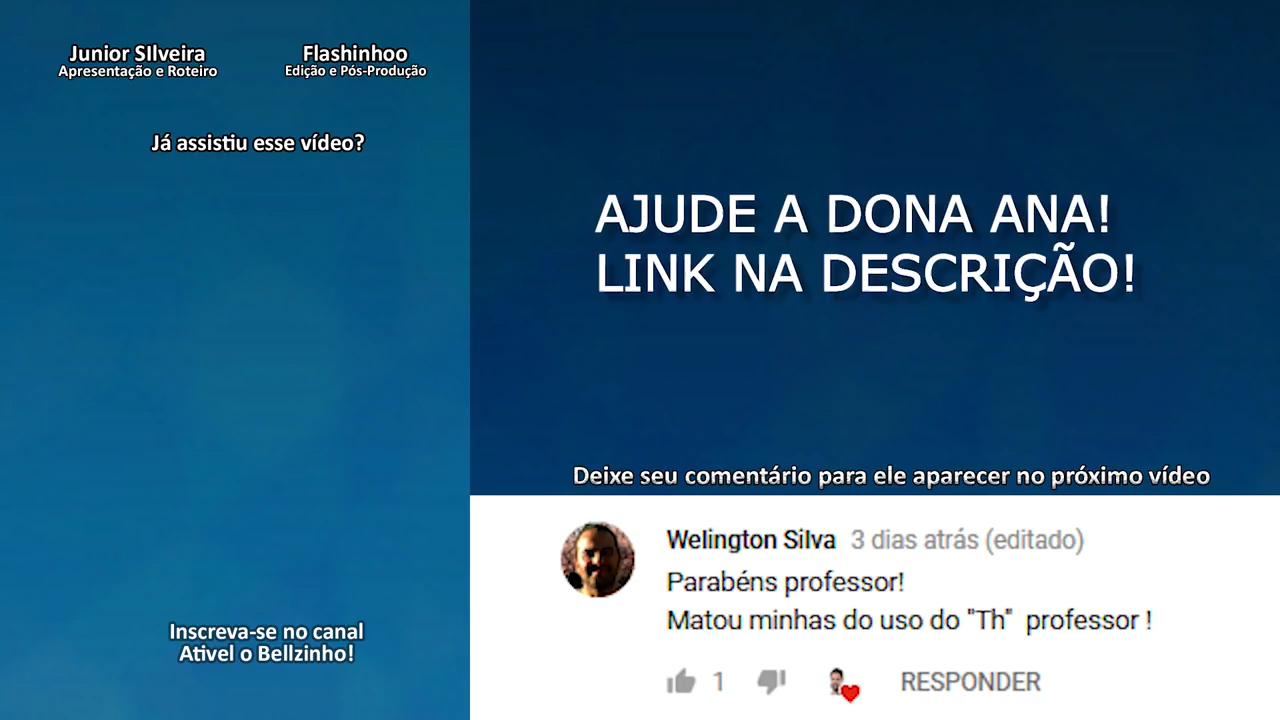 Junior SIlveira
Apresentação e Roteiro
Flashinhoo
Edição e Pós-Produção
Já assistiu esse vídeo?
AJUDE A DONA ANA!
LINK NA DESCRIÇÃO!
Deixe seu comentário para ele aparecer no próximo vídeo
Welington Silva 3 dias atrás (editado)
Parabéns professor!
Matou minhas do uso do "Th" professor !
1 RESPONDER
Inscreva-se no canal
Ativel o Bellzinho!